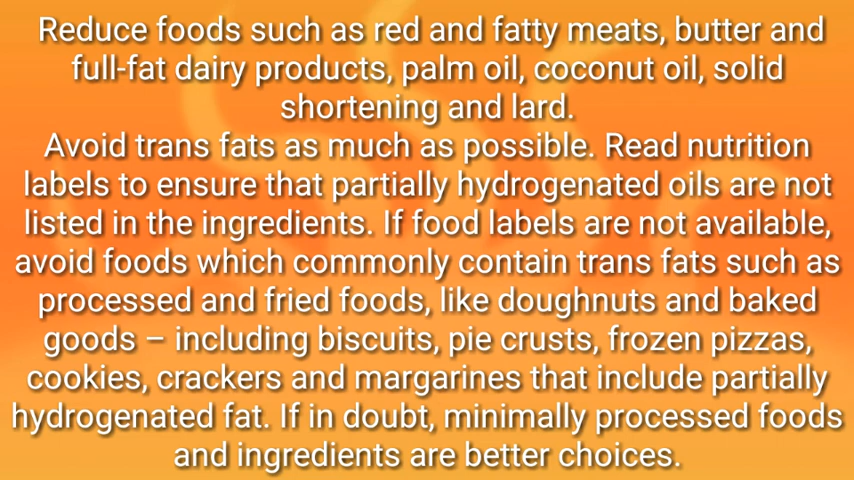 Reduce foods such as red and fatty meats, butter and
full-fat dairy products, palm oil, coconut oil, solid
shortening and lard.
Avoid trans fats as much as possible. Read nutrition
labels to ensure that partially hydrogenated oils are not
listed in the ingredients. If food labels are not available,
avoid foods which commonly contain trans fats such as
processed and fried foods, like doughnuts and baked
goods – including biscuits, pie crusts, frozen pizzas,
cookies, crackers and margarines that include partially
hydrogenated fat. If in doubt, minimally processed foods
and ingredients are better choices.